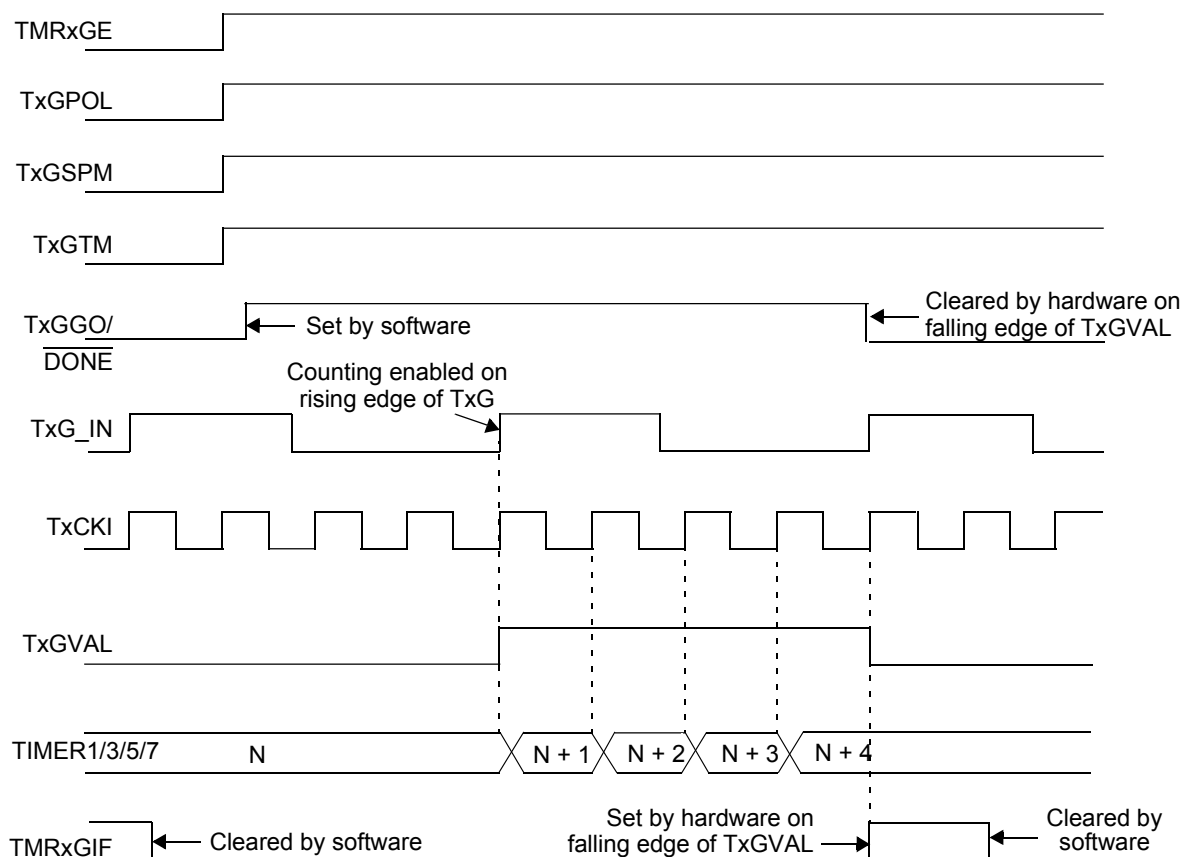 TMRxGE
TxGPOL
TxGSPM
TxGTM
TxGGO/
DONE
Set by software
Cleared by hardware on
falling edge of TxGVAL
Counting enabled on
rising edge of TxG
TxG_IN
TxCKI
TxGVAL
TIMER1/3/5/7
N
N + 1
N + 2
N + 3
N + 4
TMRxGIF
Cleared by software
Set by hardware on
falling edge of TxGVAL
Cleared by
software